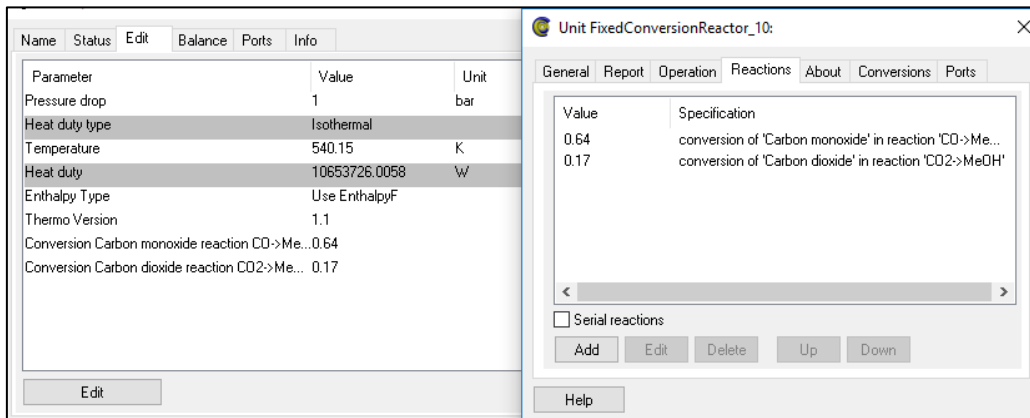 Name Status Edit Balance Ports Info
Parameter Value Unit
Pressure drop 1 bar
Heat duty type Isothermal
Temperature 540.15 K
Heat duty 10653726.0058 W
Enthalpy Type Use EnthalpyF
Thermo Version 1.1
Conversion Carbon monoxide reaction CO->Me...0.64
Conversion Carbon dioxide reaction CO2->Me... 0.17
Edit
Unit FixedConversionReactor_10:
General Report Operation Reactions About Conversions Ports
Value Specification
0.64 conversion of 'Carbon monoxide' in reaction 'CO->Me...
0.17 conversion of 'Carbon dioxide' in reaction 'CO2->MeOH'
Serial reactions
Add Edit Delete Up Down
Help